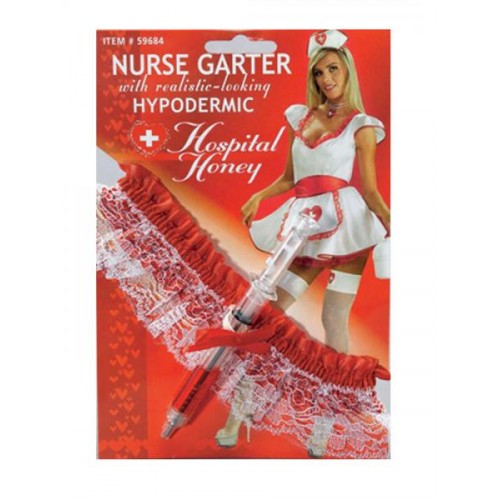 ITEM # 59684
NURSE GARTER
with realistic-looking
HYPODERMIC
Hospital
Honey